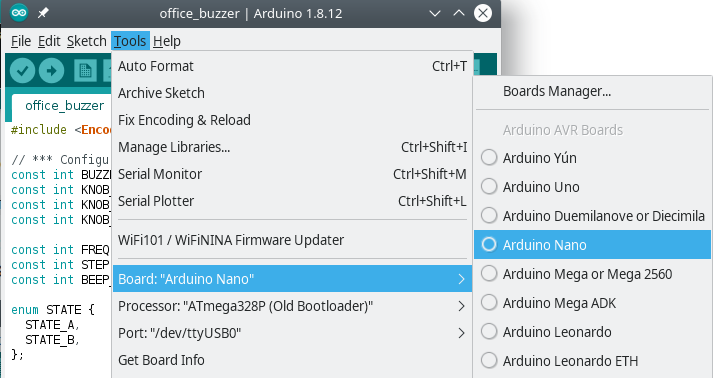 office_buzzer | Arduino 1.8.12
File Edit Sketch Tools Help
office_buzzer
#include <Enco
// *** Configu
const int BUZZ
const int KNOB_
const int KNOB_
const int KNOB_
const int FREQ
const int STEP
const int BEEP_
enum STATE {
STATE_A,
STATE_B,
};
Auto Format Ctrl+T
Archive Sketch
Fix Encoding & Reload
Manage Libraries... Ctrl+Shift+I
Serial Monitor Ctrl+Shift+M
Serial Plotter Ctrl+Shift+L
WiFi101 / WiFiNINA Firmware Updater
Board: "Arduino Nano"
Processor: "ATmega328P (Old Bootloader)"
Port: "/dev/ttyUSB0"
Get Board Info
Boards Manager...
Arduino AVR Boards
Arduino Yún
Arduino Uno
Arduino Duemilanove or Diecimila
Arduino Nano
Arduino Mega or Mega 2560
Arduino Mega ADK
Arduino Leonardo
Arduino Leonardo ETH